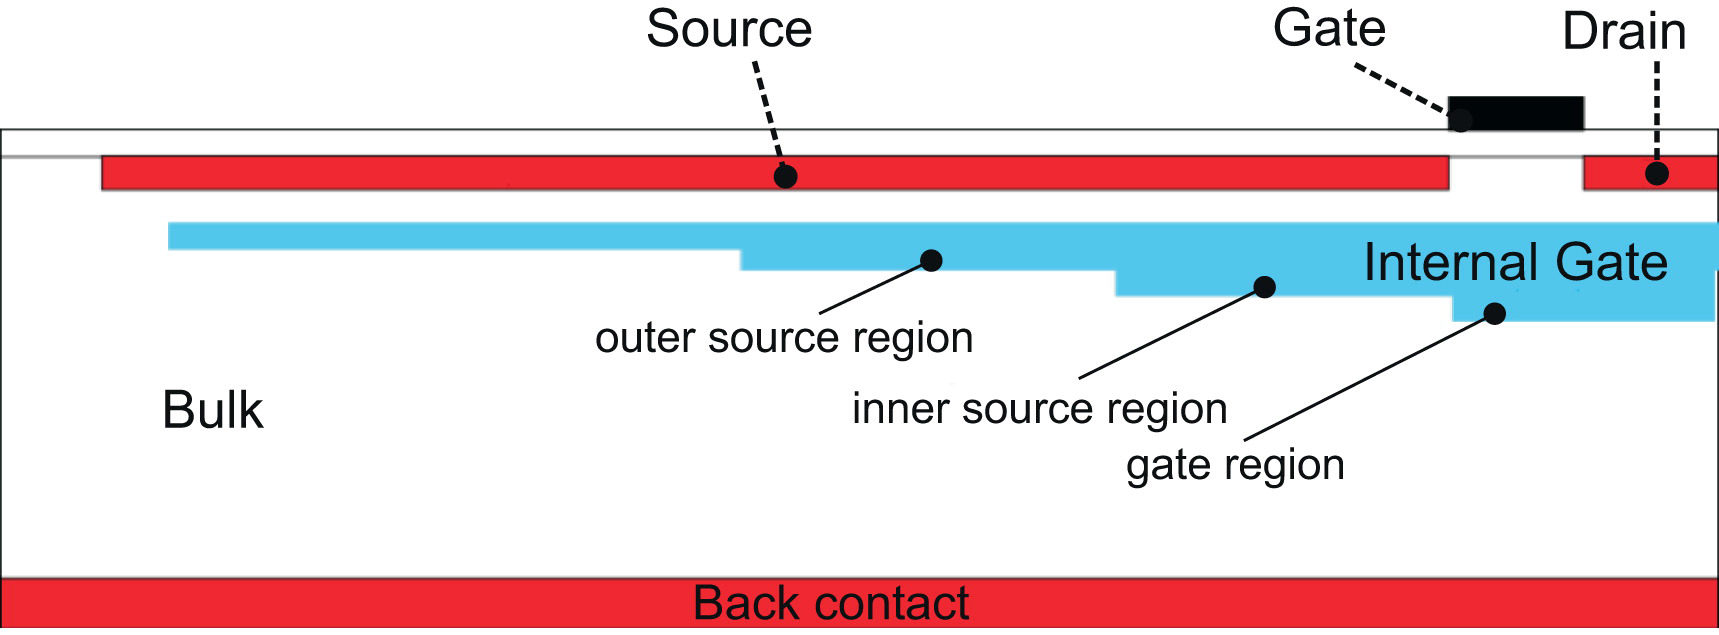 Source
Gate
Drain
Internal Gate
outer source region
Bulk
inner source region
gate region
Back contact